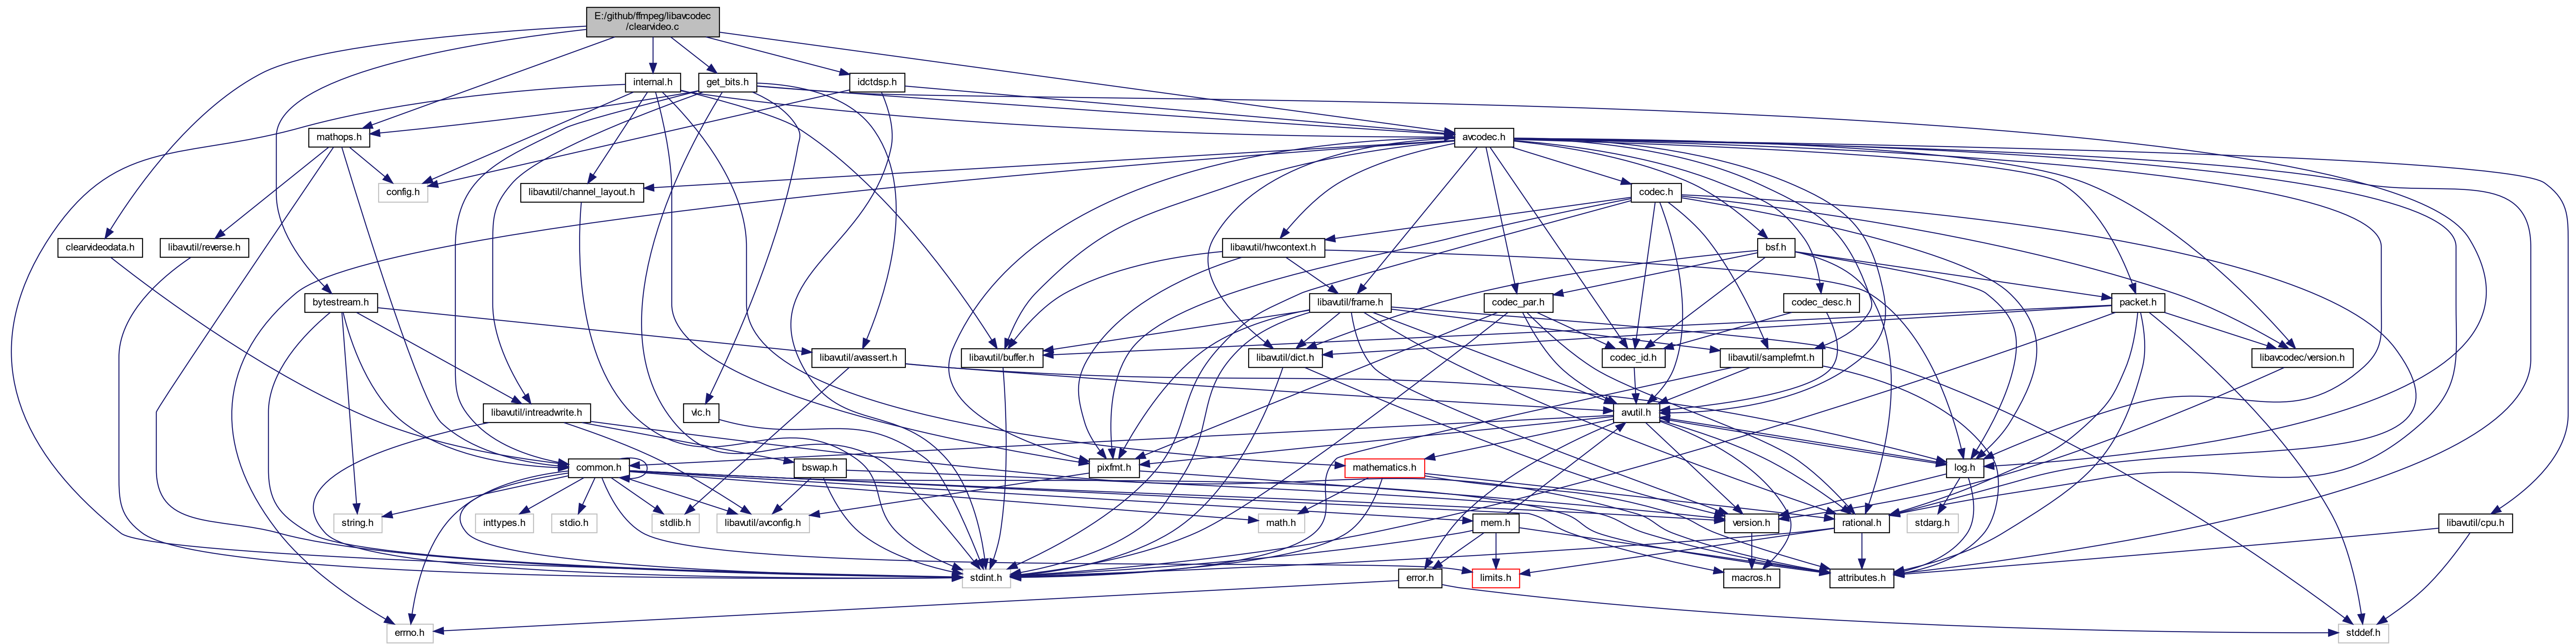 E:/github/ffmpeg/libavcodec
/clearvideo.c
internal.h
get_bits.h
idctdsp.h
mathops.h
avcodec.h
config.h
libavutil/channel_layout.h
codec.h
clearvideodata.h
libavutil/reverse.h
libavutil/hwcontext.h
bsf.h
bytestream.h
libavutil/frame.h
codec_par.h
codec_desc.h
packet.h
libavutil/avassert.h
libavutil/buffer.h
libavutil/dict.h
codec_id.h
libavutil/samplefmt.h
libavcodec/version.h
libavutil/intreadwrite.h
vlc.h
avutil.h
common.h
bswap.h
pixfmt.h
mathematics.h
log.h
string.h
inttypes.h
stdio.h
stdlib.h
libavutil/avconfig.h
math.h
mem.h
version.h
rational.h
stdarg.h
libavutil/cpu.h
stdint.h
error.h
limits.h
macros.h
attributes.h
errno.h
stddef.h